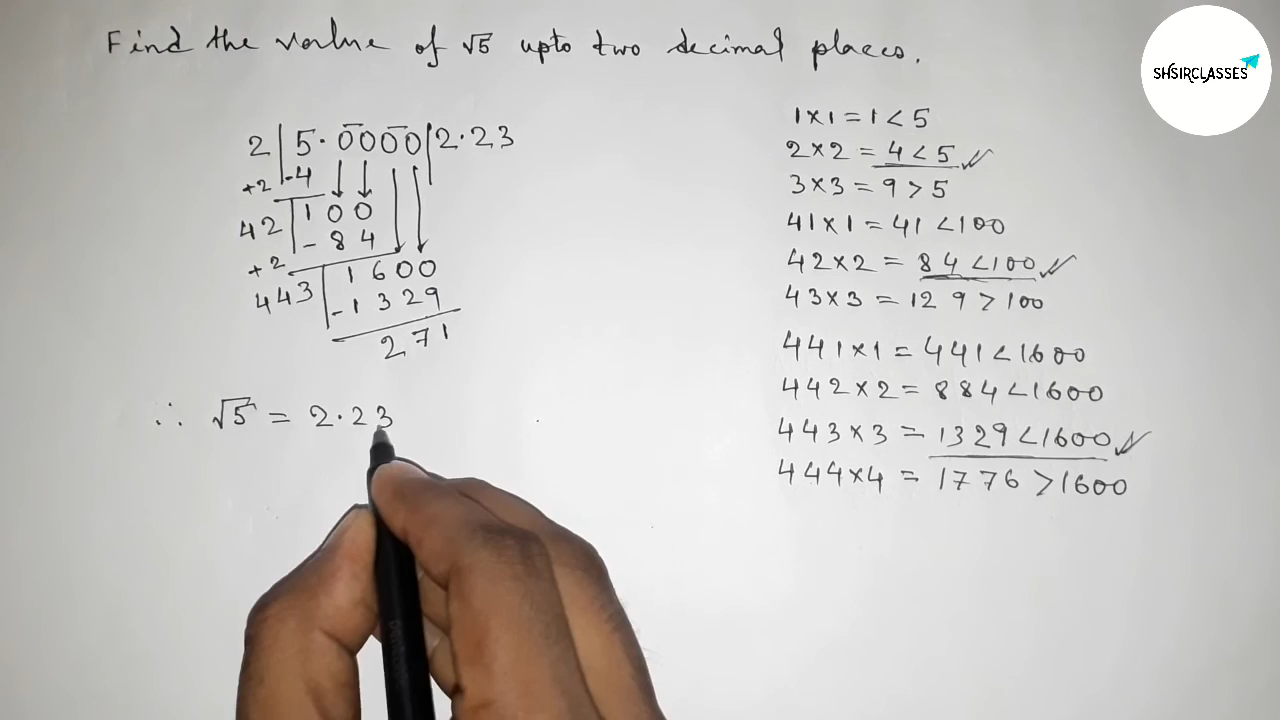 Find the value of √5 upto two decimal places.
SHSIRCLASSES
2 5.0000 2.23
+2 -4
42 100
-84
+2
443 1600
-1329
271
∴ √5 = 2.23
1×1 = 1 < 5
2×2 = 4 < 5 ✓
3×3 = 9 > 5
41×1 = 41 < 100
42×2 = 84 < 100 ✓
43×3 = 129 > 100
441×1 = 441 < 1600
442×2 = 884 < 1600
443×3 = 1329 < 1600 ✓
444×4 = 1776 > 1600